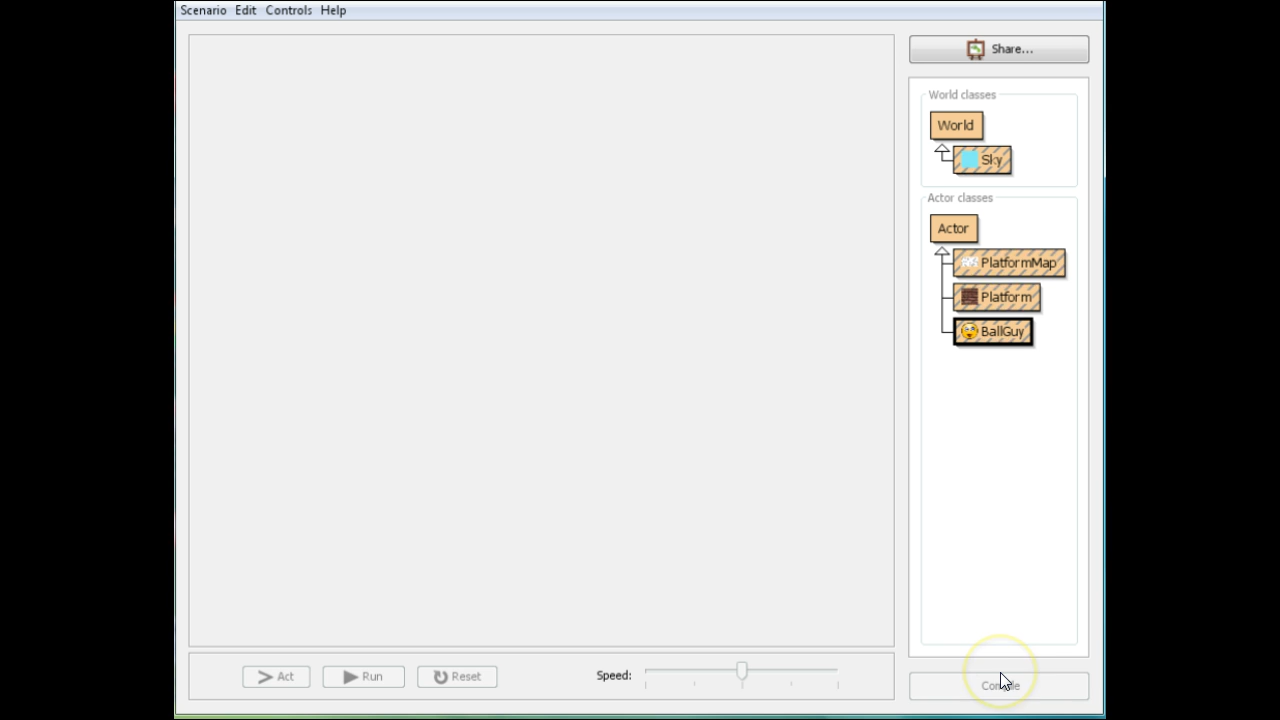 Scenario Edit Controls Help
Share...
World classes
World
Sky
Actor classes
Actor
PlatformMap
Platform
BallGuy
Act Run Reset Speed: